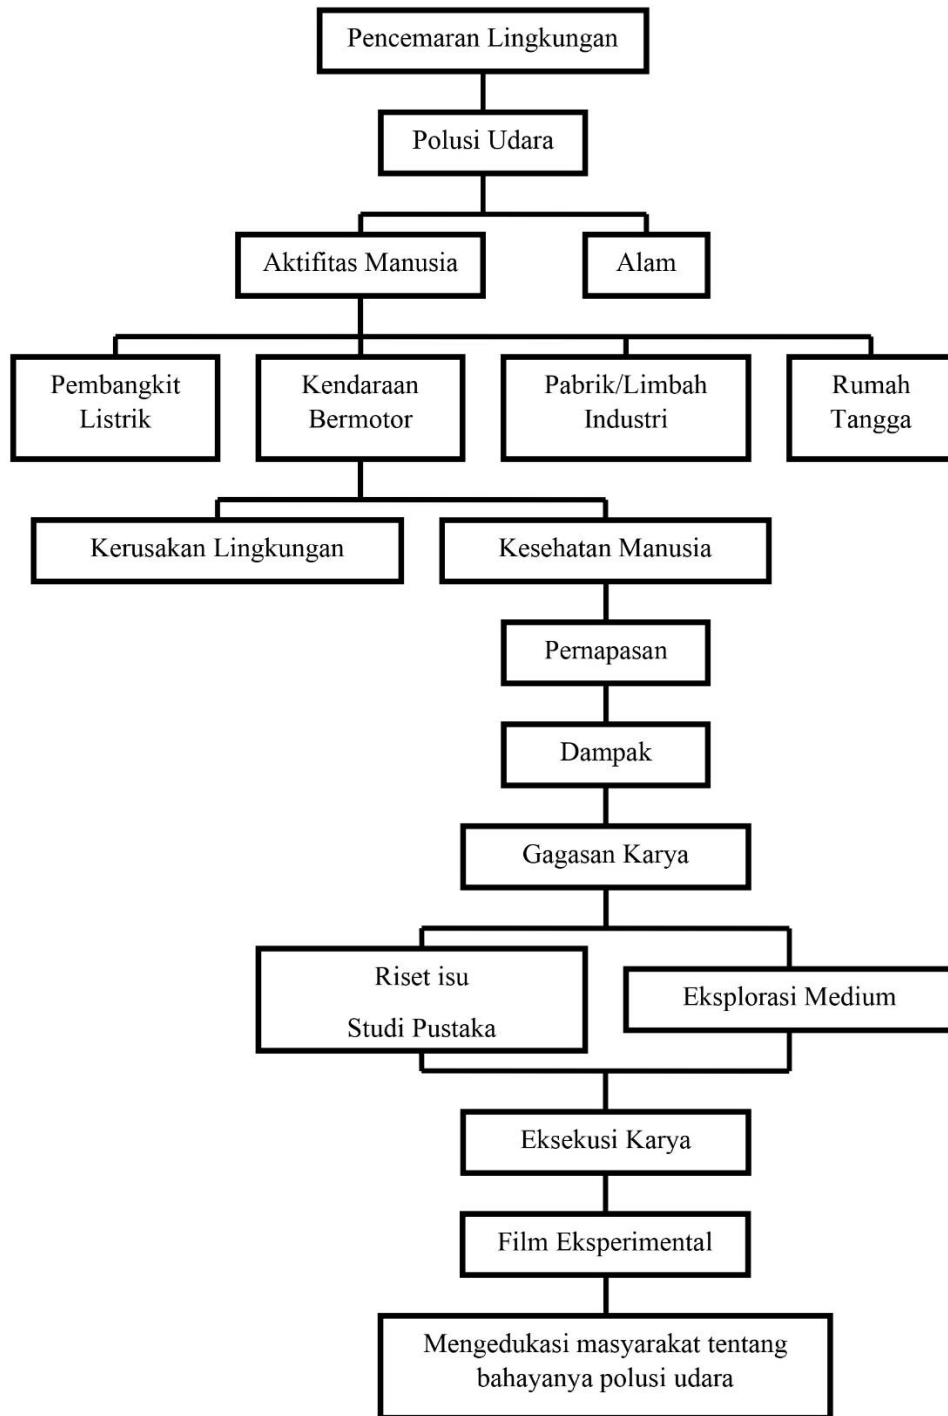 Pencemaran Lingkungan
Polusi Udara
Aktifitas Manusia
Alam
Pembangkit
Listrik
Kendaraan
Bermotor
Pabrik/Limbah
Industri
Rumah
Tangga
Kerusakan Lingkungan
Kesehatan Manusia
Pernapasan
Dampak
Gagasan Karya
Riset isu
Studi Pustaka
Eksplorasi Medium
Eksekusi Karya
Film Eksperimental
Mengedukasi masyarakat tentang
bahayanya polusi udara